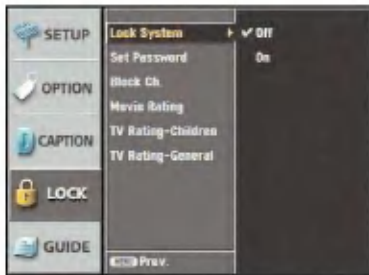 SETUP
OPTION
CAPTION
LOCK
GUIDE
Lock System
Set Password
Block Ch.
Movie Rating
TV Rating-Children
TV Rating-General
MENU Prev.
Off
On